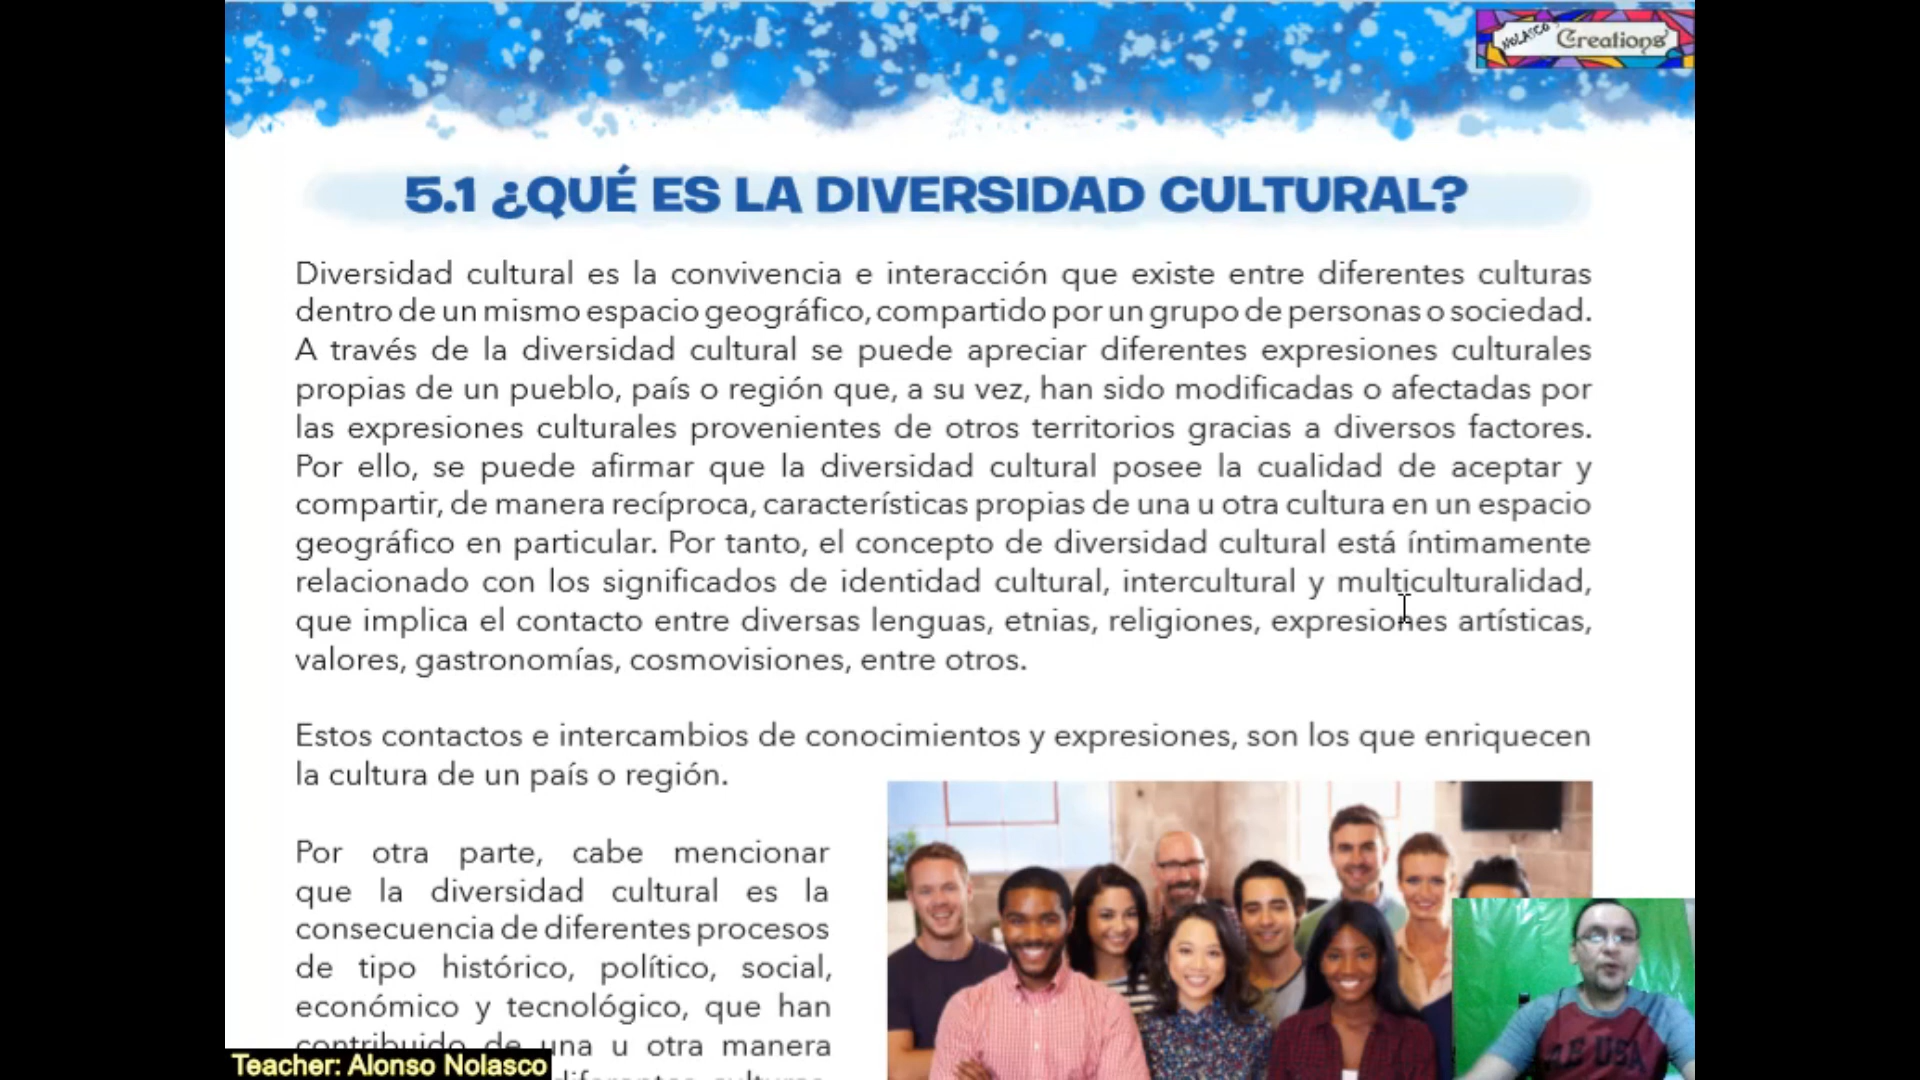 NOLASCO'S Creations
5.1 ¿QUÉ ES LA DIVERSIDAD CULTURAL?
Diversidad cultural es la convivencia e interacción que existe entre diferentes culturas
dentro de un mismo espacio geográfico, compartido por un grupo de personas o sociedad.
A través de la diversidad cultural se puede apreciar diferentes expresiones culturales
propias de un pueblo, país o región que, a su vez, han sido modificadas o afectadas por
las expresiones culturales provenientes de otros territorios gracias a diversos factores.
Por ello, se puede afirmar que la diversidad cultural posee la cualidad de aceptar y
compartir, de manera recíproca, características propias de una u otra cultura en un espacio
geográfico en particular. Por tanto, el concepto de diversidad cultural está íntimamente
relacionado con los significados de identidad cultural, intercultural y multiculturalidad,
que implica el contacto entre diversas lenguas, etnias, religiones, expresiones artísticas,
valores, gastronomías, cosmovisiones, entre otros.
Estos contactos e intercambios de conocimientos y expresiones, son los que enriquecen
la cultura de un país o región.
Por otra parte, cabe mencionar
que la diversidad cultural es la
consecuencia de diferentes procesos
de tipo histórico, político, social,
económico y tecnológico, que han
contribuido de una u otra manera
diferentes culturas
Teacher: Alonso Nolasco
USA